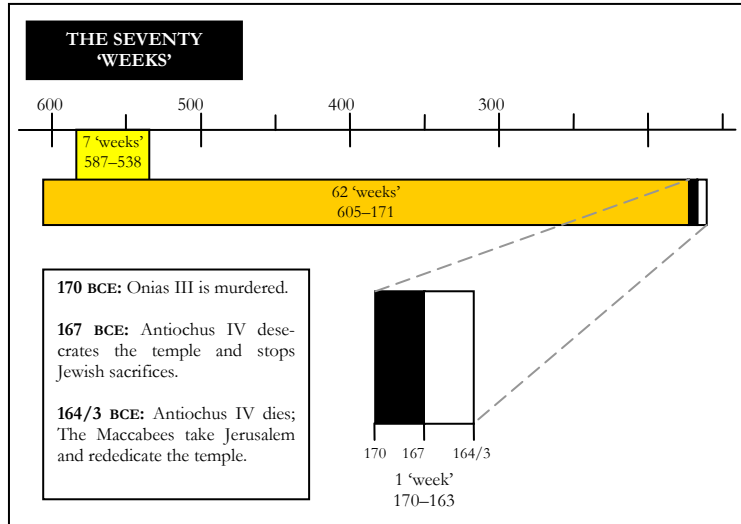 THE SEVENTY
‘WEEKS’
600 500 400 300
7 ‘weeks’
587–538
62 ‘weeks’
605–171
170 BCE: Onias III is murdered.
167 BCE: Antiochus IV dese-
crates the temple and stops
Jewish sacrifices.
164/3 BCE: Antiochus IV dies;
The Maccabees take Jerusalem
and rededicate the temple.
170 167 164/3
1 ‘week’
170–163